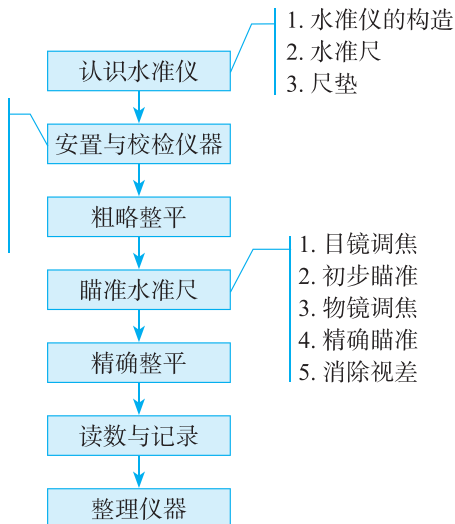 认识水准仪
1. 水准仪的构造
2. 水准尺
3. 尺垫
安置与校检仪器
粗略整平
瞄准水准尺
1. 目镜调焦
2. 初步瞄准
3. 物镜调焦
4. 精确瞄准
5. 消除视差
精确整平
读数与记录
整理仪器